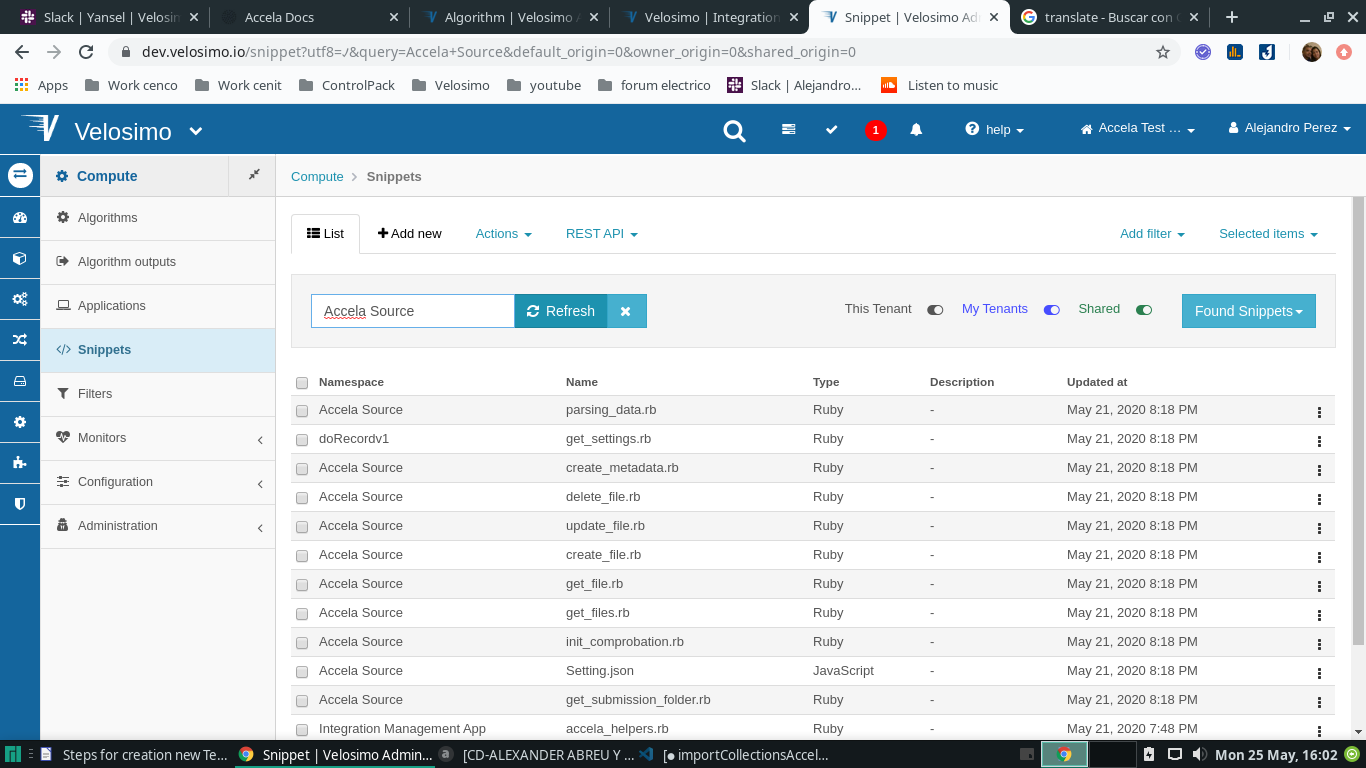 Slack | Yansel | Velosin
Accela Docs
Algorithm | Velosimo A
Velosimo | Integration
Snippet | Velosimo Adm
translate - Buscar con G
dev.velosimo.io/snippet?utf8=✓&query=Accela+Source&default_origin=0&owner_origin=0&shared_origin=0
Apps
Work cenco
Work cenit
ControlPack
Velosimo
youtube
forum electrico
Slack | Alejandro...
Listen to music
Velosimo
1
help
Accela Test ...
Alejandro Perez
Compute
Algorithms
Algorithm outputs
Applications
Snippets
Filters
Monitors
Configuration
Administration
Compute > Snippets
List
Add new
Actions
REST API
Add filter
Selected items
Accela Source
Refresh
This Tenant
My Tenants
Shared
Found Snippets
Namespace Name Type Description Updated at
Accela Source parsing_data.rb Ruby - May 21, 2020 8:18 PM
doRecordv1 get_settings.rb Ruby - May 21, 2020 8:18 PM
Accela Source create_metadata.rb Ruby - May 21, 2020 8:18 PM
Accela Source delete_file.rb Ruby - May 21, 2020 8:18 PM
Accela Source update_file.rb Ruby - May 21, 2020 8:18 PM
Accela Source create_file.rb Ruby - May 21, 2020 8:18 PM
Accela Source get_file.rb Ruby - May 21, 2020 8:18 PM
Accela Source get_files.rb Ruby - May 21, 2020 8:18 PM
Accela Source init_comprobation.rb Ruby - May 21, 2020 8:18 PM
Accela Source Setting.json JavaScript - May 21, 2020 8:18 PM
Accela Source get_submission_folder.rb Ruby - May 21, 2020 8:18 PM
Integration Management App accela_helpers.rb Ruby - May 21, 2020 7:48 PM
Steps for creation new Te...
Snippet | Velosimo Admin...
[CD-ALEXANDER ABREU Y ...
[● importCollectionsAccel...
Mon 25 May, 16:02